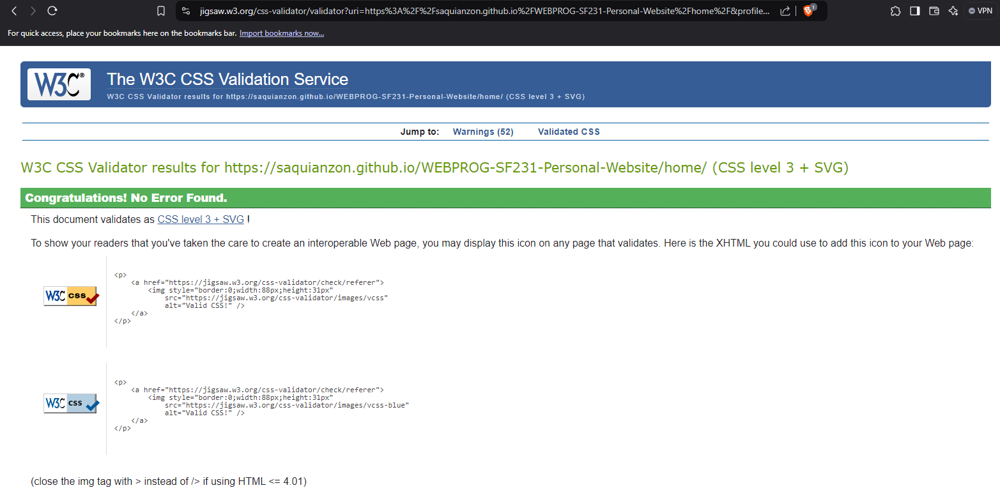 jigsaw.w3.org/css-validator/validator?uri=https%3A%2F%2Fsaquianzon.github.io%2FWEBPROG-SF231-Personal-Website%2Fhome%2F&profile...
1
VPN
For quick access, place your bookmarks here on the bookmarks bar. Import bookmarks now...
W3C®
The W3C CSS Validation Service
W3C CSS Validator results for https://saquianzon.github.io/WEBPROG-SF231-Personal-Website/home/ (CSS level 3 + SVG)
Jump to: Warnings (52) Validated CSS
W3C CSS Validator results for https://saquianzon.github.io/WEBPROG-SF231-Personal-Website/home/ (CSS level 3 + SVG)
Congratulations! No Error Found.
This document validates as CSS level 3 + SVG !
To show your readers that you've taken the care to create an interoperable Web page, you may display this icon on any page that validates. Here is the XHTML you could use to add this icon to your Web page:
W3C css
<p>
<a href="https://jigsaw.w3.org/css-validator/check/referer">
<img style="border:0;width:88px;height:31px"
src="https://jigsaw.w3.org/css-validator/images/vcss"
alt="Valid CSS!" />
</a>
</p>
W3C css
<p>
<a href="https://jigsaw.w3.org/css-validator/check/referer">
<img style="border:0;width:88px;height:31px"
src="https://jigsaw.w3.org/css-validator/images/vcss-blue"
alt="Valid CSS!" />
</a>
</p>
(close the img tag with > instead of /> if using HTML <= 4.01)